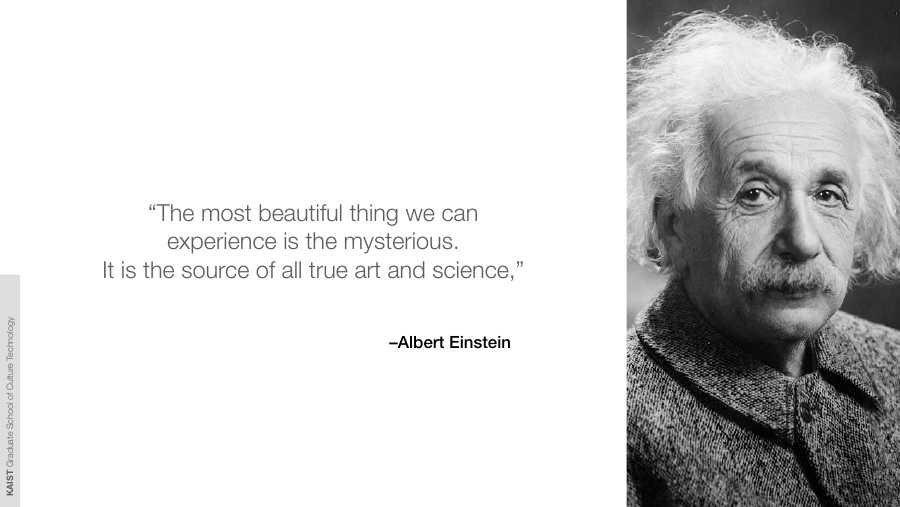 “The most beautiful thing we can
experience is the mysterious.
It is the source of all true art and science,”
–Albert Einstein
KAIST Graduate School of Culture Technology